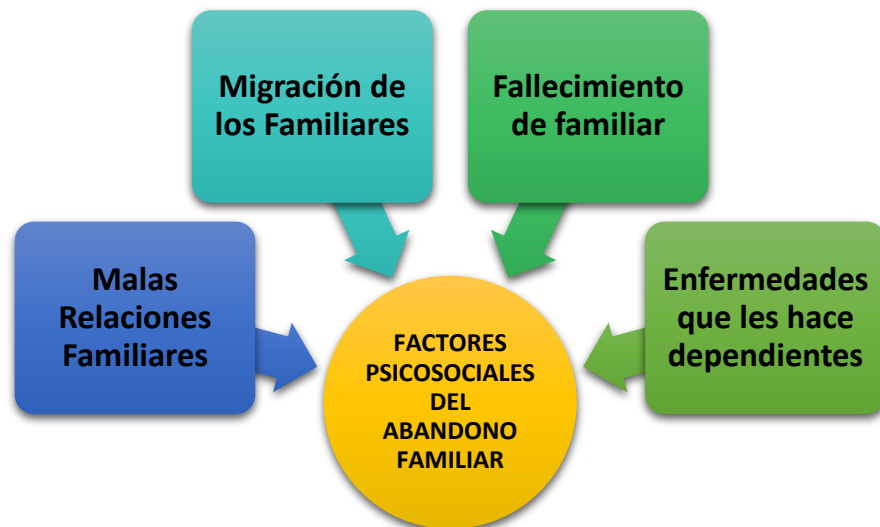 Migración de
los Familiares
Fallecimiento
de familiar
Malas
Relaciones
Familiares
Enfermedades
que les hace
dependientes
FACTORES
PSICOSOCIALES
DEL
ABANDONO
FAMILIAR